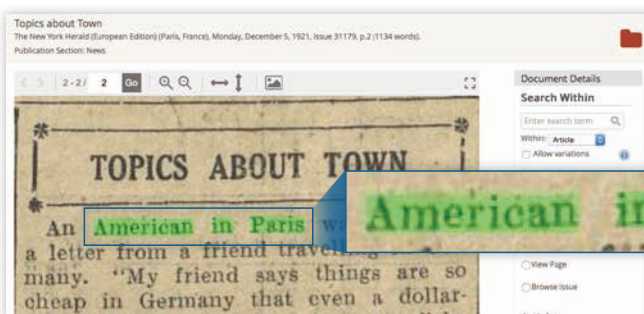 Topics about Town
The New York Herald (European Edition) (Paris, France), Monday, December 5, 1921, Issue 31179, p.2 (1134 words).
Publication Section: News
2-2/ 2 Go
Document Details
Search Within
Enter search term
Within: Article
Allow variations
TOPICS ABOUT TOWN
An American in Paris
American in
a letter from a friend
many. "My friend says things are so
cheap in Germany that even a dollar-
View Page
Browse Issue